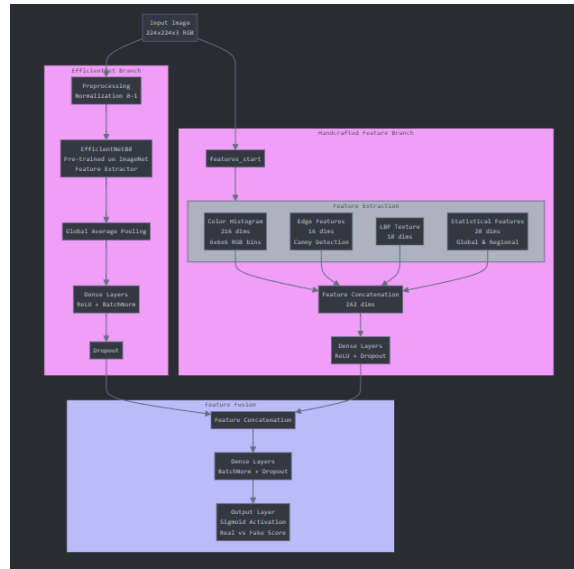 Input Image
224x224x3 RGB
EfficientNet Branch
Preprocessing
Normalization 0-1
EfficientNetB0
Pre-trained on ImageNet
Feature Extractor
Global Average Pooling
Dense Layers
ReLU + BatchNorm
Dropout
Handcrafted Feature Branch
features_start
Feature Extraction
Color Histogram
216 dims
6x6x6 RGB bins
Edge Features
16 dims
Canny Detection
LBP Texture
10 dims
Statistical Features
20 dims
Global & Regional
Feature Concatenation
262 dims
Dense Layers
ReLU + Dropout
Feature Fusion
Feature Concatenation
Dense Layers
BatchNorm + Dropout
Output Layer
Sigmoid Activation
Real vs Fake Score